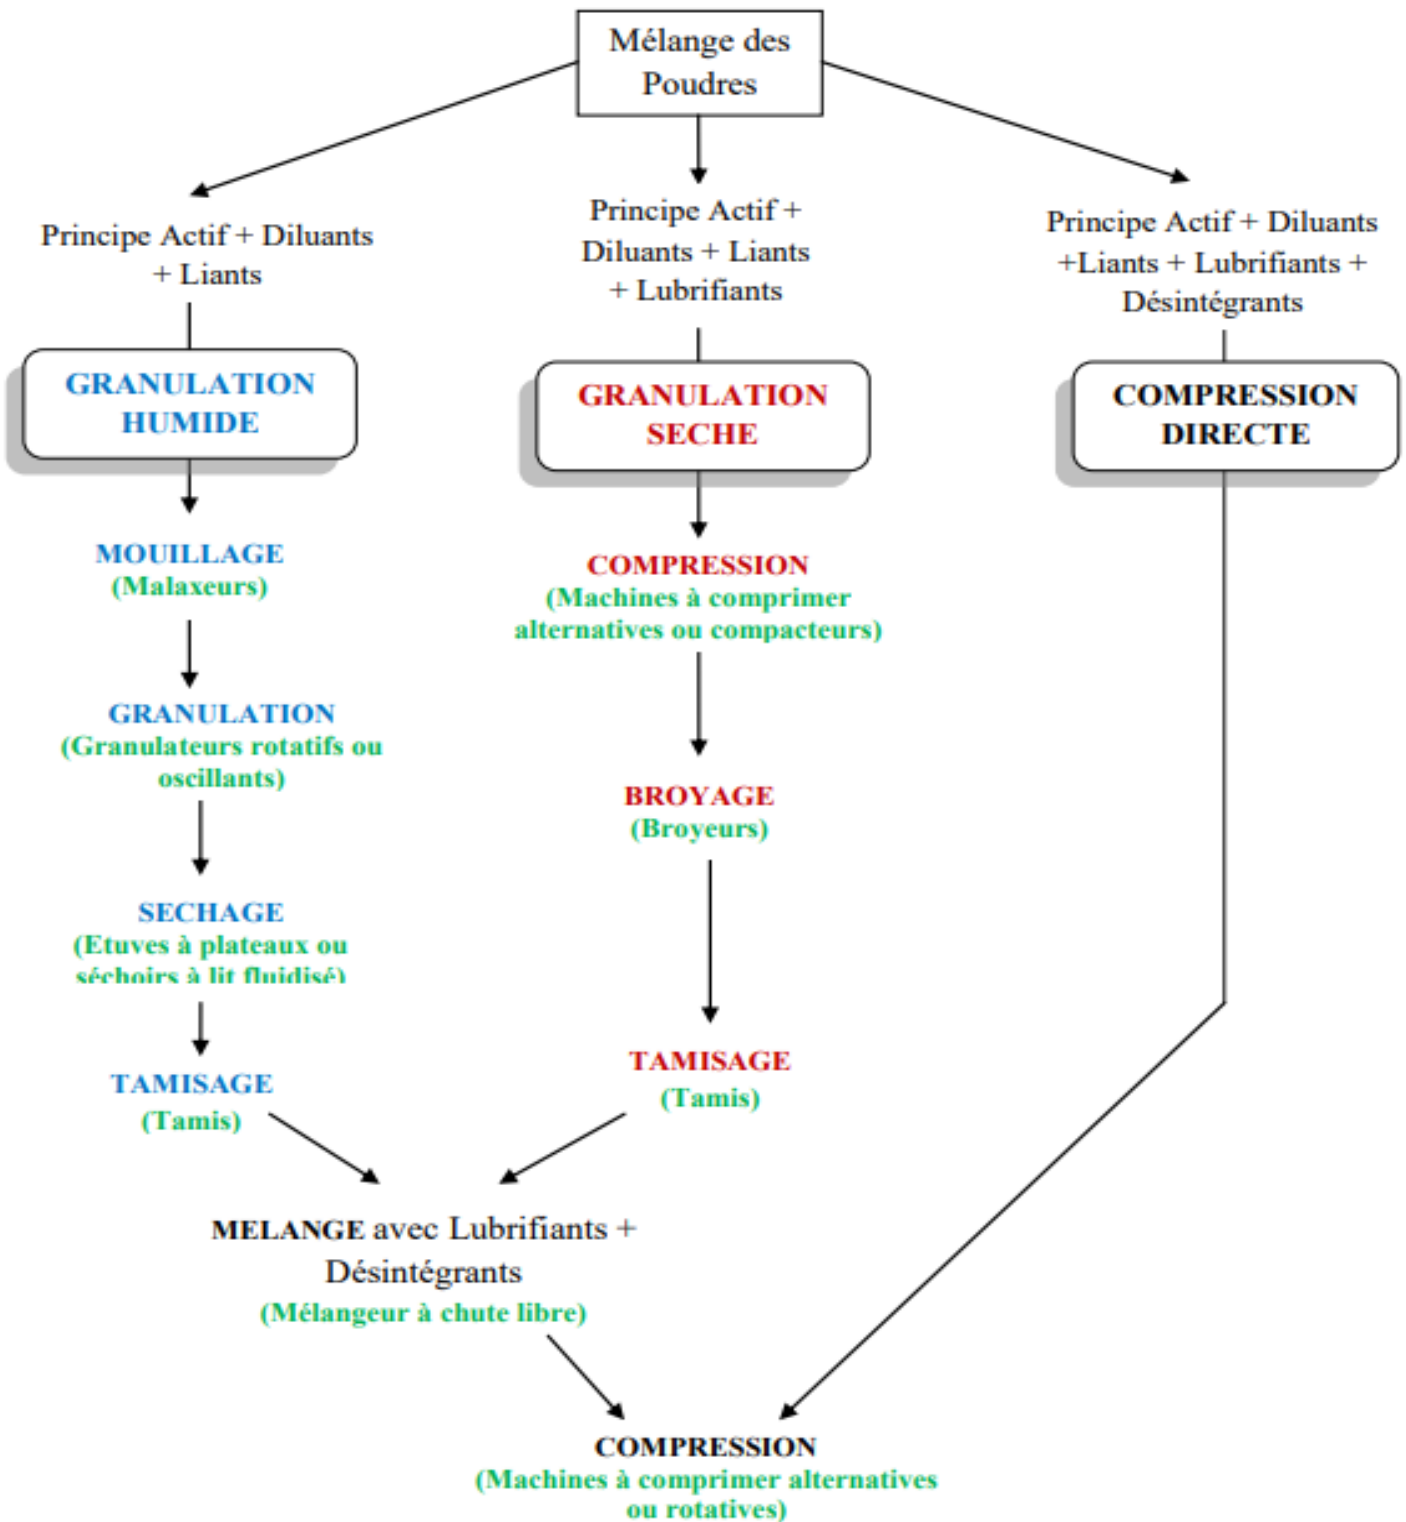 Mélange des
Poudres
Principe Actif + Diluants
+ Liants
GRANULATION
HUMIDE
MOUILLAGE
(Malaxeurs)
GRANULATION
(Granulateurs rotatifs ou
oscillants)
SECHAGE
(Etuves à plateaux ou
séchoirs à lit fluidisé)
TAMISAGE
(Tamis)
Principe Actif +
Diluants + Liants
+ Lubrifiants
GRANULATION
SECHE
COMPRESSION
(Machines à comprimer
alternatives ou compacteurs)
BROYAGE
(Broyeurs)
TAMISAGE
(Tamis)
Principe Actif + Diluants
+Liants + Lubrifiants +
Désintégrants
COMPRESSION
DIRECTE
MELANGE avec Lubrifiants +
Désintégrants
(Mélangeur à chute libre)
COMPRESSION
(Machines à comprimer alternatives
ou rotatives)